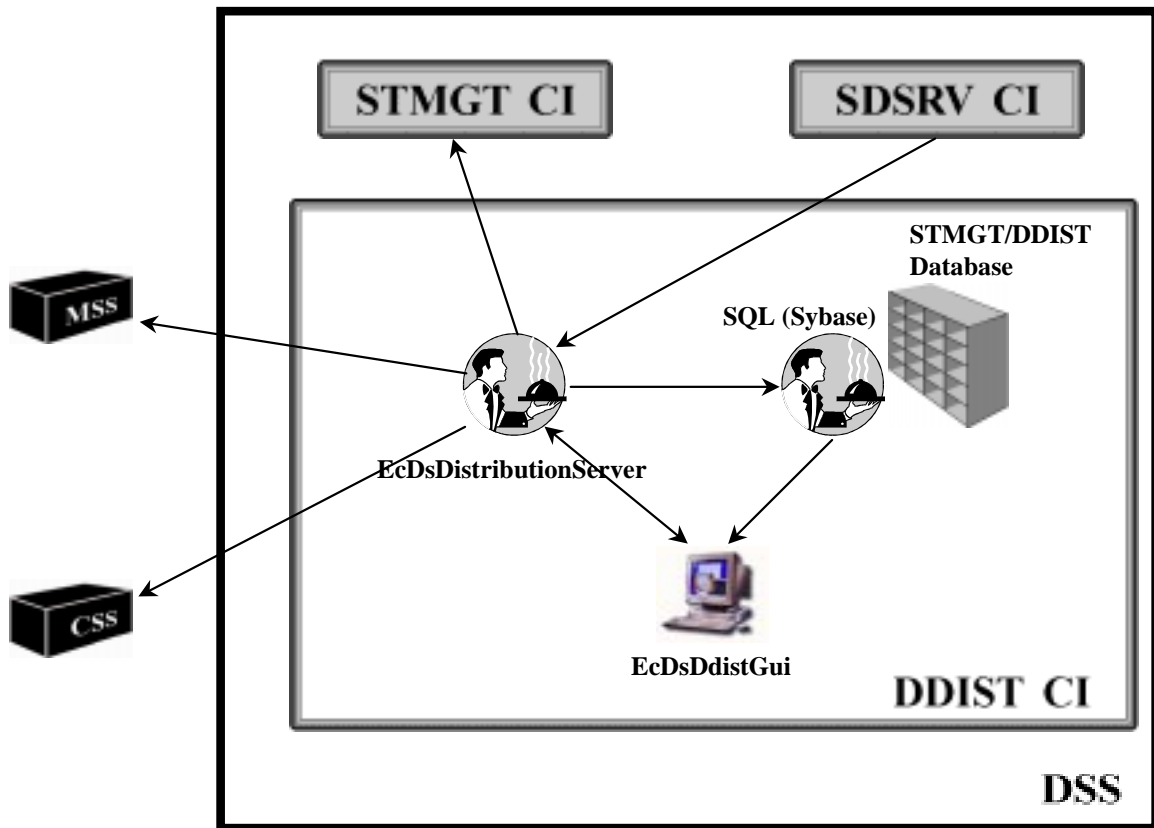 STMGT CI
SDSRV CI
STMGT/DDIST
Database
MSS
SQL (Sybase)
EcDsDistributionServer
CSS
EcDsDdistGui
DDIST CI
DSS